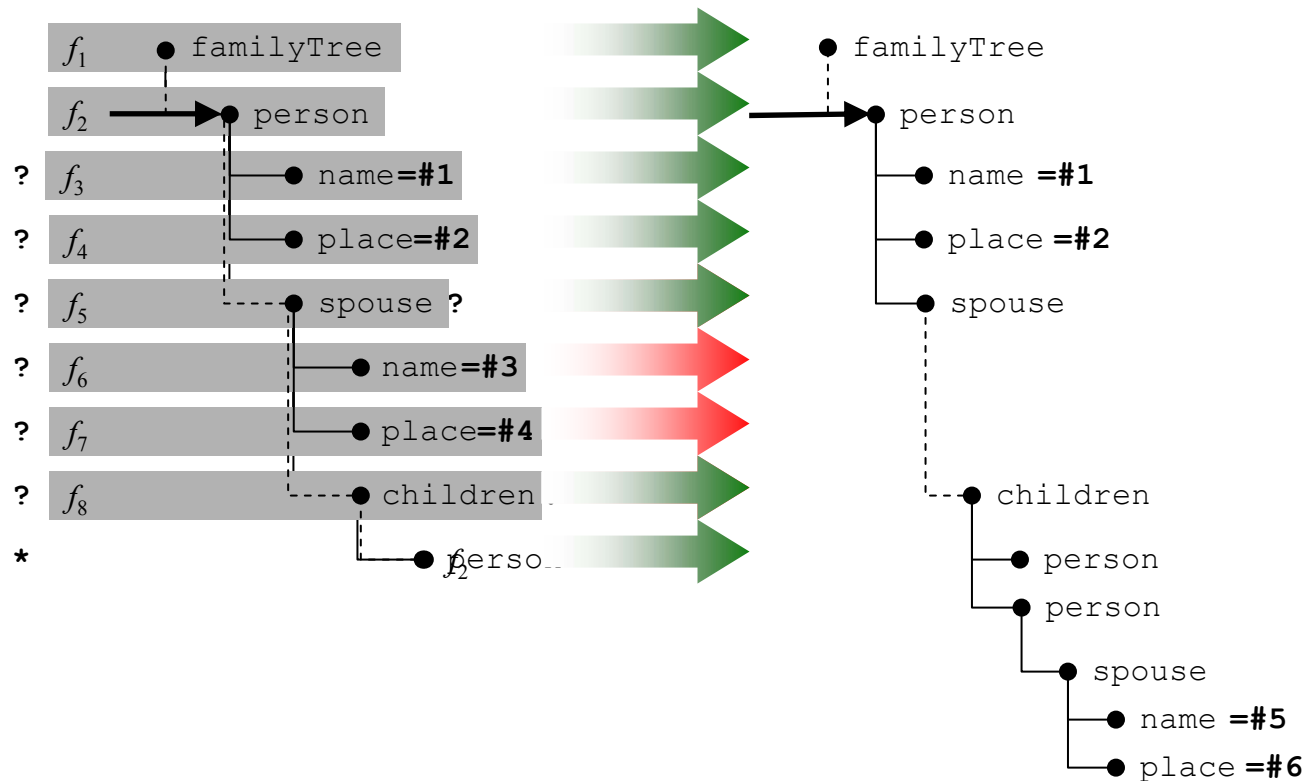 f1 familyTree familyTree
f2 person person
? f3 name=#1 name =#1
? f4 place=#2 place =#2
? f5 spouse ? spouse
? f6 name=#3
? f7 place=#4
? f8 children children
* f2 person
person
spouse
name =#5
place =#6